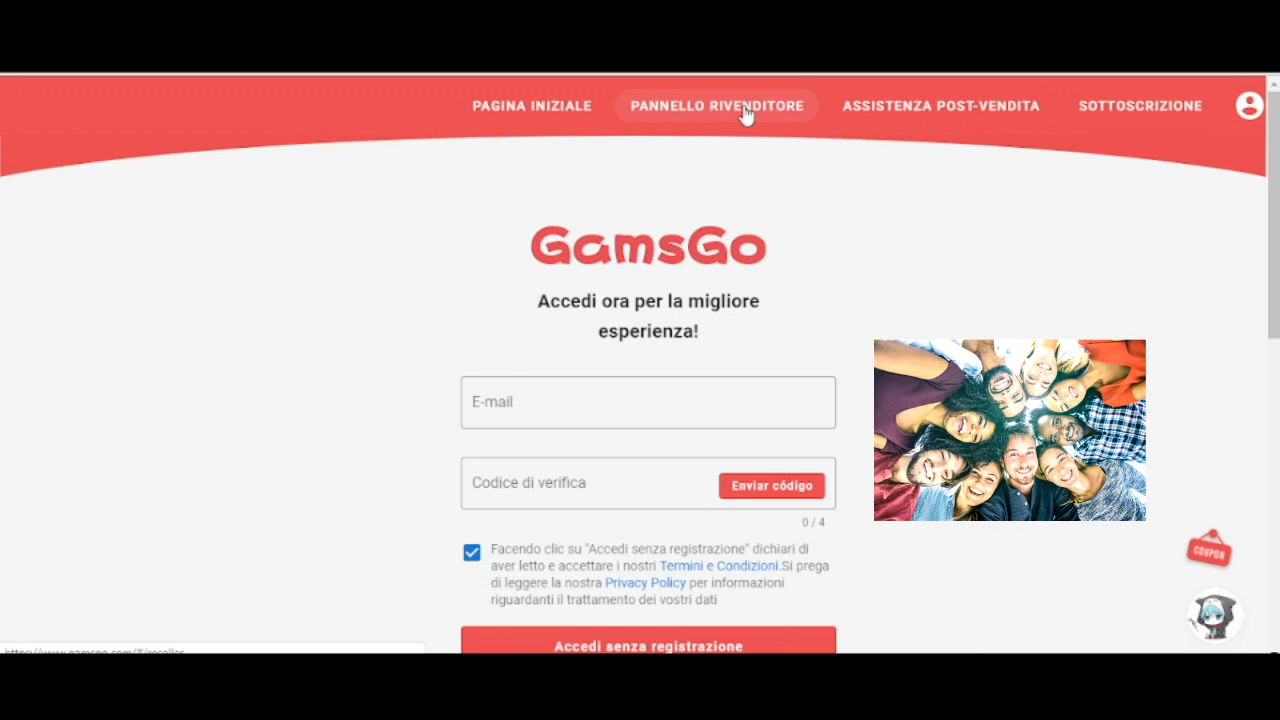 PAGINA INIZIALE PANNELLO RIVENDITORE ASSISTENZA POST-VENDITA SOTTOSCRIZIONE
GamsGo
Accedi ora per la migliore
esperienza!
E-mail
Codice di verifica
Enviar código
0 / 4
Facendo clic su "Accedi senza registrazione" dichiari di
aver letto e accettare i nostri Termini e Condizioni.Si prega
di leggere la nostra Privacy Policy per informazioni
riguardanti il trattamento dei vostri dati
COUPON
Accedi senza registrazione